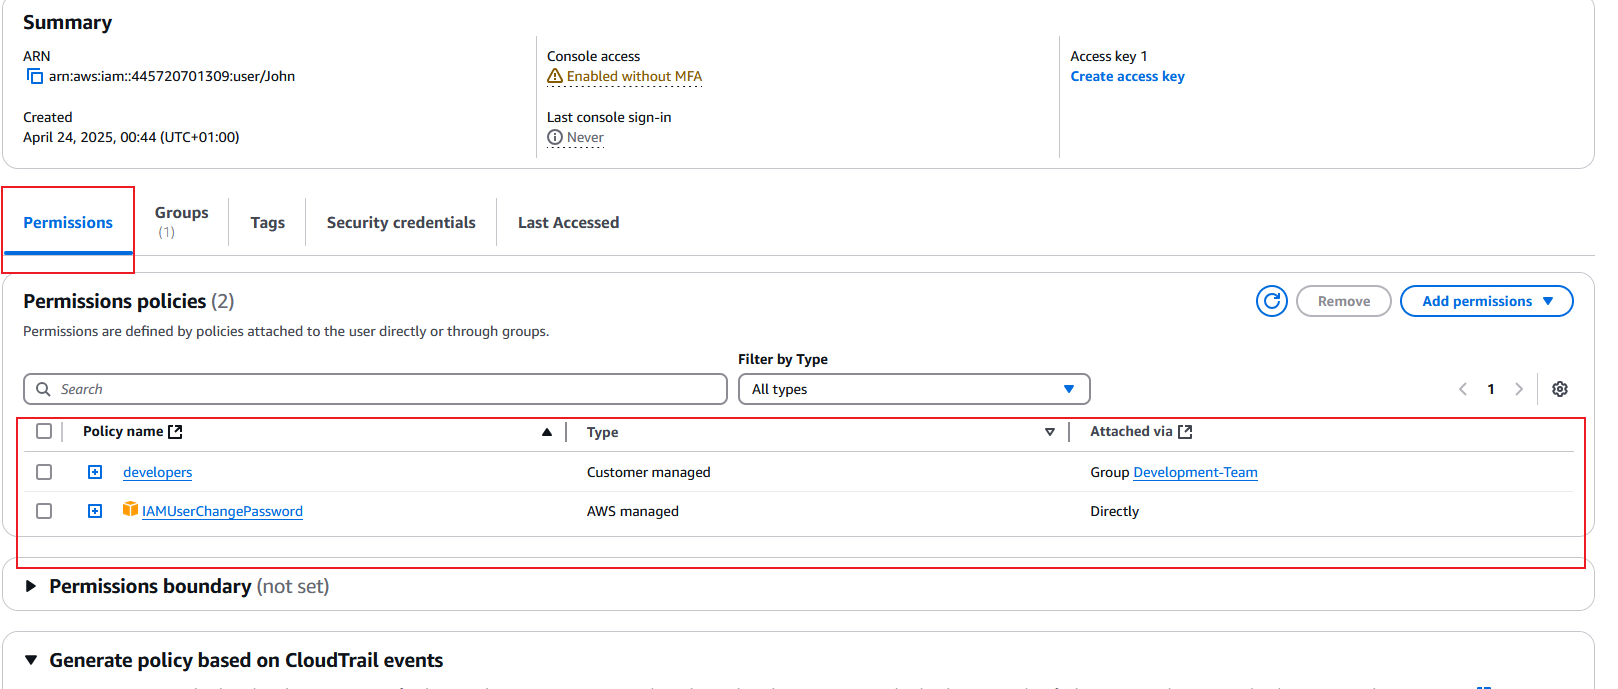 Summary
ARN
arn:aws:iam::445720701309:user/John
Created
April 24, 2025, 00:44 (UTC+01:00)
Console access
Enabled without MFA
Last console sign-in
Never
Access key 1
Create access key
Permissions
Groups
(1)
Tags
Security credentials
Last Accessed
Permissions policies (2)
Permissions are defined by policies attached to the user directly or through groups.
Remove
Add permissions
Filter by Type
Search
All types
1
Policy name Type Attached via
developers Customer managed Group Development-Team
IAMUserChangePassword AWS managed Directly
Permissions boundary (not set)
Generate policy based on CloudTrail events